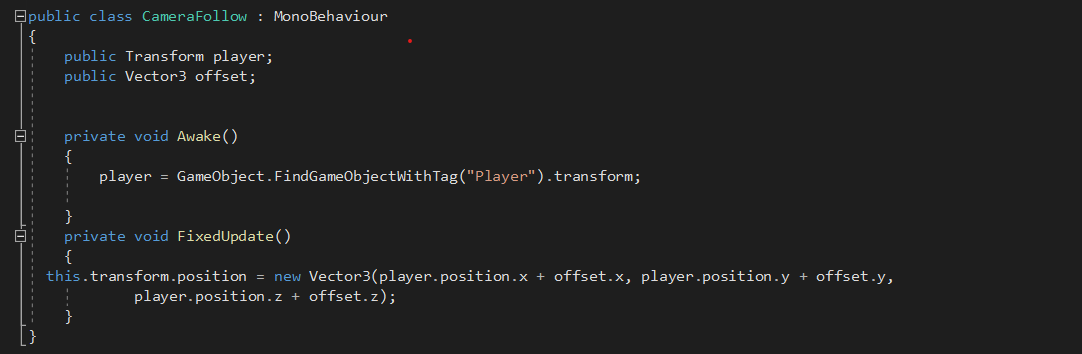 public class CameraFollow : MonoBehaviour
{
    public Transform player;
    public Vector3 offset;
    private void Awake()
    {
        player = GameObject.FindGameObjectWithTag("Player").transform;
    }
    private void FixedUpdate()
    {
  this.transform.position = new Vector3(player.position.x + offset.x, player.position.y + offset.y,
            player.position.z + offset.z);
    }
}